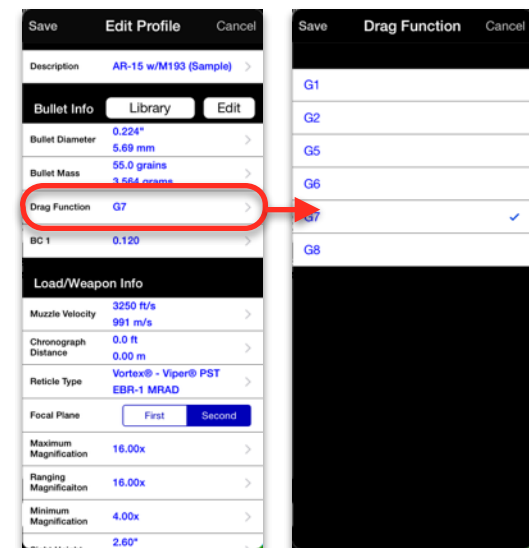 Save Edit Profile Cancel
Description AR-15 w/M193 (Sample)
Bullet Info Library Edit
Bullet Diameter 0.224"
5.69 mm
Bullet Mass 55.0 grains
3.564 grams
Drag Function G7
BC 1 0.120
Load/Weapon Info
Muzzle Velocity 3250 ft/s
991 m/s
Chronograph Distance 0.0 ft
0.00 m
Reticle Type Vortex® - Viper® PST
EBR-1 MRAD
Focal Plane First Second
Maximum Magnification 16.00x
Ranging Magnificaiton 16.00x
Minimum Magnification 4.00x
2.60"
Save Drag Function Cancel
G1
G2
G5
G6
G7
G8